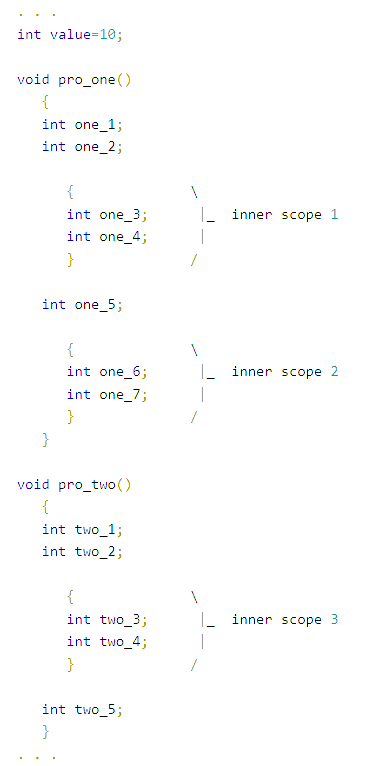 . . .
int value=10;
void pro_one()
{
int one_1;
int one_2;
{ \
int one_3; |_ inner scope 1
int one_4; |
} /
int one_5;
{ \
int one_6; |_ inner scope 2
int one_7; |
} /
}
void pro_two()
{
int two_1;
int two_2;
{ \
int two_3; |_ inner scope 3
int two_4; |
} /
int two_5;
}
. . .